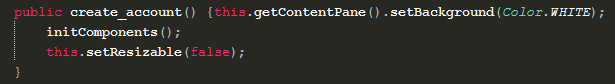 public create_account() {this.getContentPane().setBackground(Color.WHITE);
initComponents();
this.setResizable(false);
}